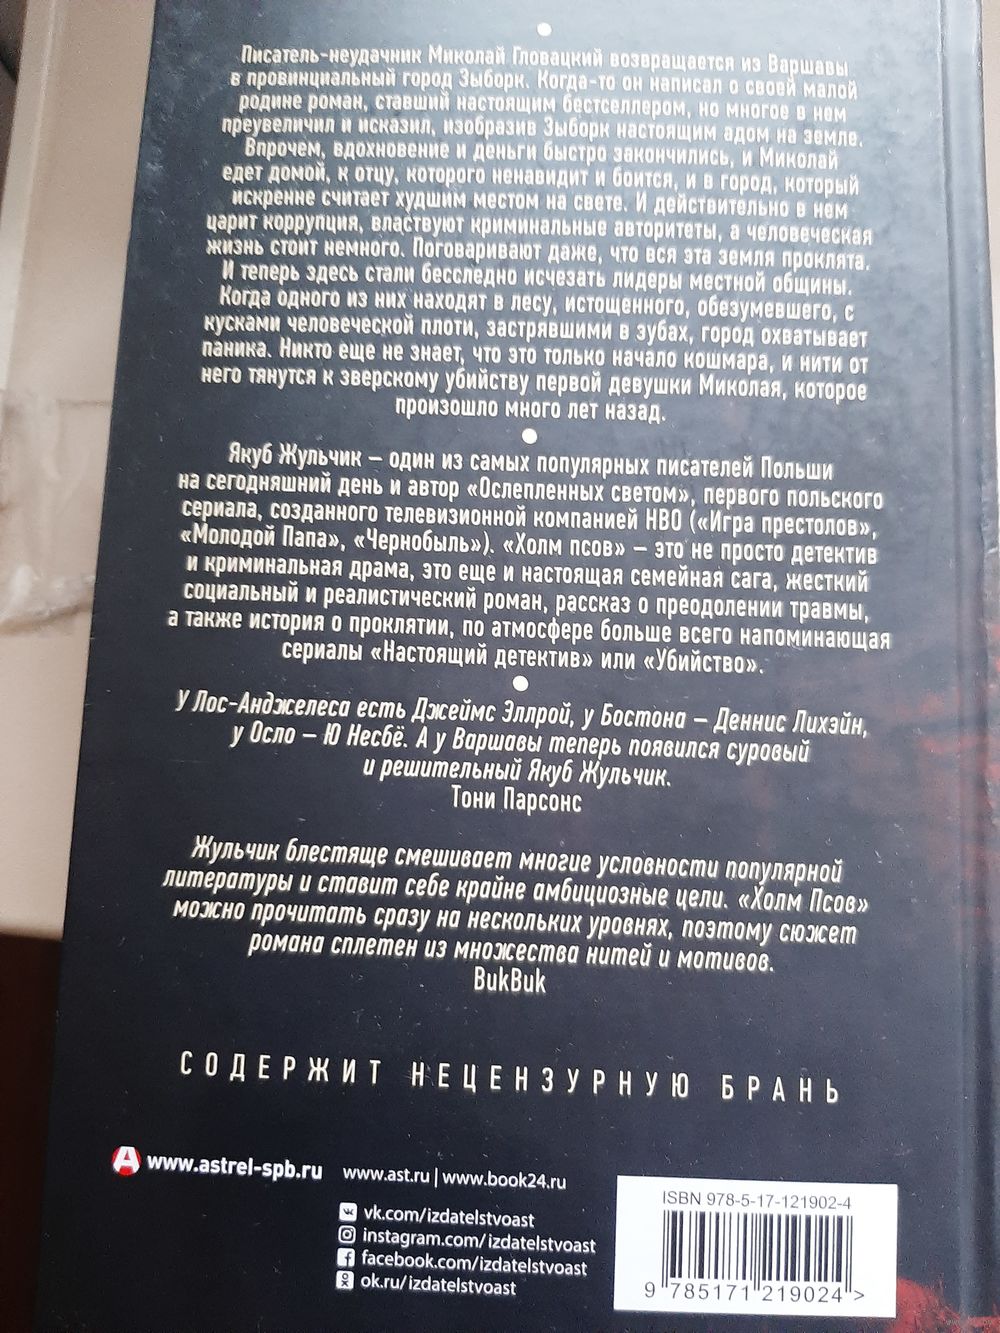 Писатель-неудачник Миколай Гловацкий возвращается из Варшавы
в провинциальный город Зыборк. Когда-то он написал о своей малой
родине роман, ставший настоящим бестселлером, но многое в нем
преувеличил и исказил, изобразив Зыборк настоящим адом на земле.
Впрочем, вдохновение и деньги быстро закончились, и Миколай
едет домой, к отцу, которого ненавидит и боится, и в город, который
искренне считает худшим местом на свете. И действительно в нем
царит коррупция, властвуют криминальные авторитеты, а человеческая
жизнь стоит немного. Поговаривают даже, что вся эта земля проклята.
И теперь здесь стали бесследно исчезать лидеры местной общины.
Когда одного из них находят в лесу, истощенного, обезумевшего, с
кусками человеческой плоти, застрявшими в зубах, город охватывает
паника. Никто еще не знает, что это только начало кошмара, и нити от
него тянутся к зверскому убийству первой девушки Миколая, которое
произошло много лет назад.
Якуб Жульчик – один из самых популярных писателей Польши
на сегодняшний день и автор «Ослепленных светом», первого польского
сериала, созданного телевизионной компанией HBO («Игра престолов»,
«Молодой Папа», «Чернобыль»). «Холм псов» – это не просто детектив
и криминальная драма, это еще и настоящая семейная сага, жесткий
социальный и реалистический роман, рассказ о преодолении травмы,
а также история о проклятии, по атмосфере больше всего напоминающая
сериалы «Настоящий детектив» или «Убийство».
У Лос-Анджелеса есть Джеймс Эллрой, у Бостона – Деннис Лихэйн,
у Осло – Ю Несбё. А у Варшавы теперь появился суровый
и решительный Якуб Жульчик.
Тони Парсонс
Жульчик блестяще смешивает многие условности популярной
литературы и ставит себе крайне амбициозные цели. «Холм Псов»
можно прочитать сразу на нескольких уровнях, поэтому сюжет
романа сплетен из множества нитей и мотивов.
BukBuk
СОДЕРЖИТ НЕЦЕНЗУРНУЮ БРАНЬ
www.astrel-spb.ru www.ast.ru | www.book24.ru
vk.com/izdatelstvoast
instagram.com/izdatelstvoast
facebook.com/izdatelstvoast
ok.ru/izdatelstvoast
ISBN 978-5-17-121902-4
9 785171 219024 >